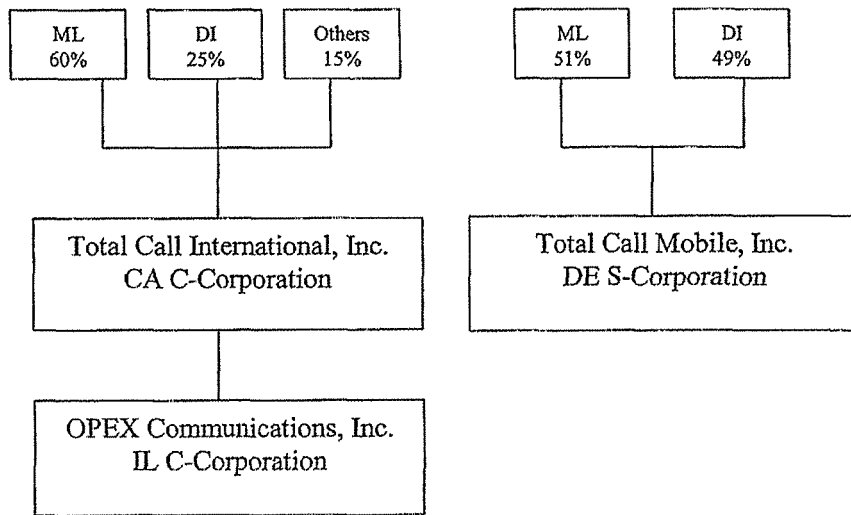 ML
60%
DI
25%
Others
15%
ML
51%
DI
49%
Total Call International, Inc.
CA C-Corporation
Total Call Mobile, Inc.
DE S-Corporation
OPEX Communications, Inc.
IL C-Corporation